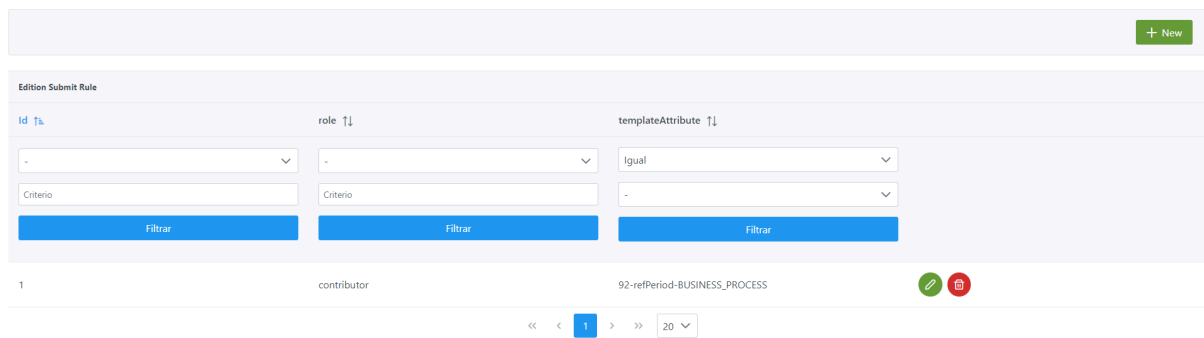 + New
Edition Submit Rule
Id role templateAttribute
- - Igual
Criterio Criterio -
Filtrar Filtrar Filtrar
1 contributor 92-refPeriod-BUSINESS_PROCESS
« ‹ 1 › » 20